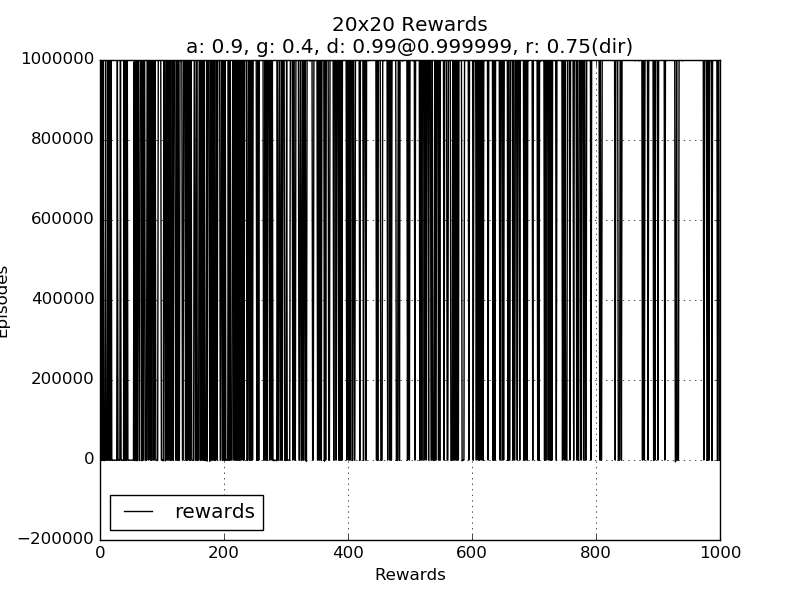 20x20 Rewards
a: 0.9, g: 0.4, d: 0.99@0.999999, r: 0.75(dir)
1000000
800000
600000
400000
200000
0
−200000
Episodes
rewards
0 200 400 600 800 1000
Rewards